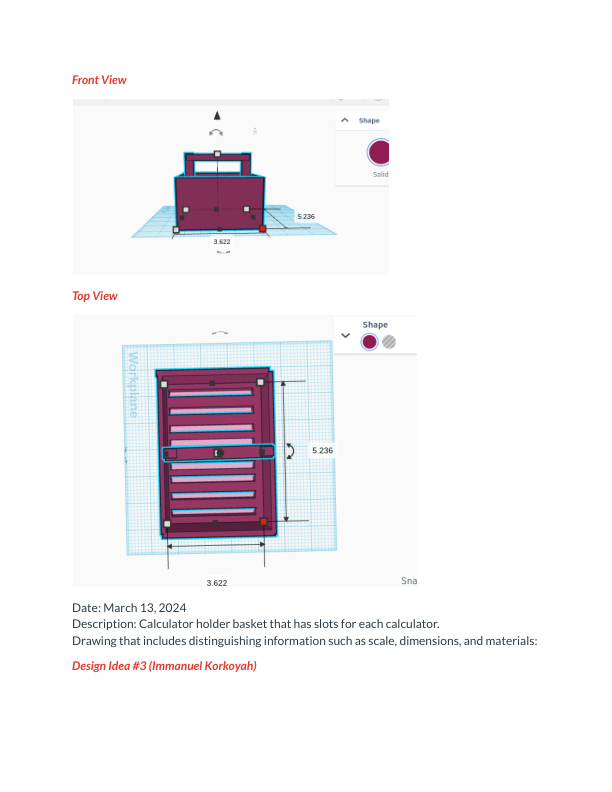 Front View
Shape
Solid
5.236
3.622
Top View
Shape
Workplane
5.236
3.622
Sna
Date: March 13, 2024
Description: Calculator holder basket that has slots for each calculator.
Drawing that includes distinguishing information such as scale, dimensions, and materials:
Design Idea #3 (Immanuel Korkoyah)